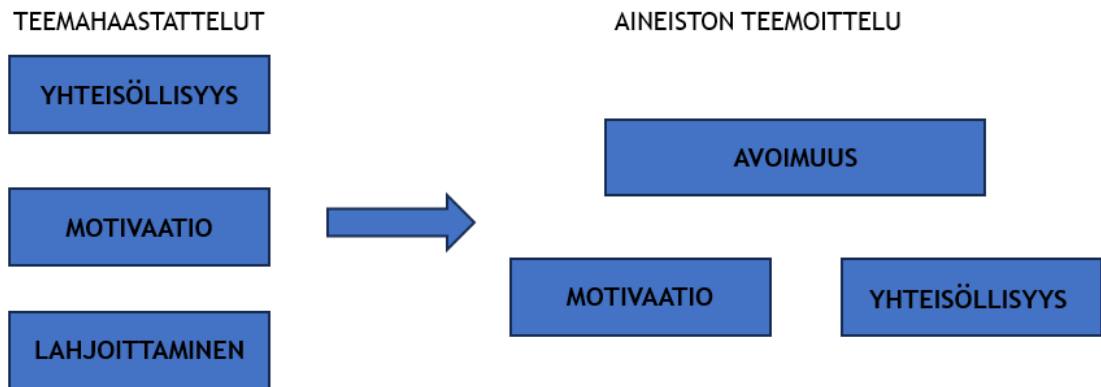 TEEMAHAASTATTELUT
YHTEISÖLLISYYS
MOTIVAATIO
LAHJOITTAMINEN
AINEISTON TEEMOITTELU
AVOIMUUS
MOTIVAATIO
YHTEISÖLLISYYS